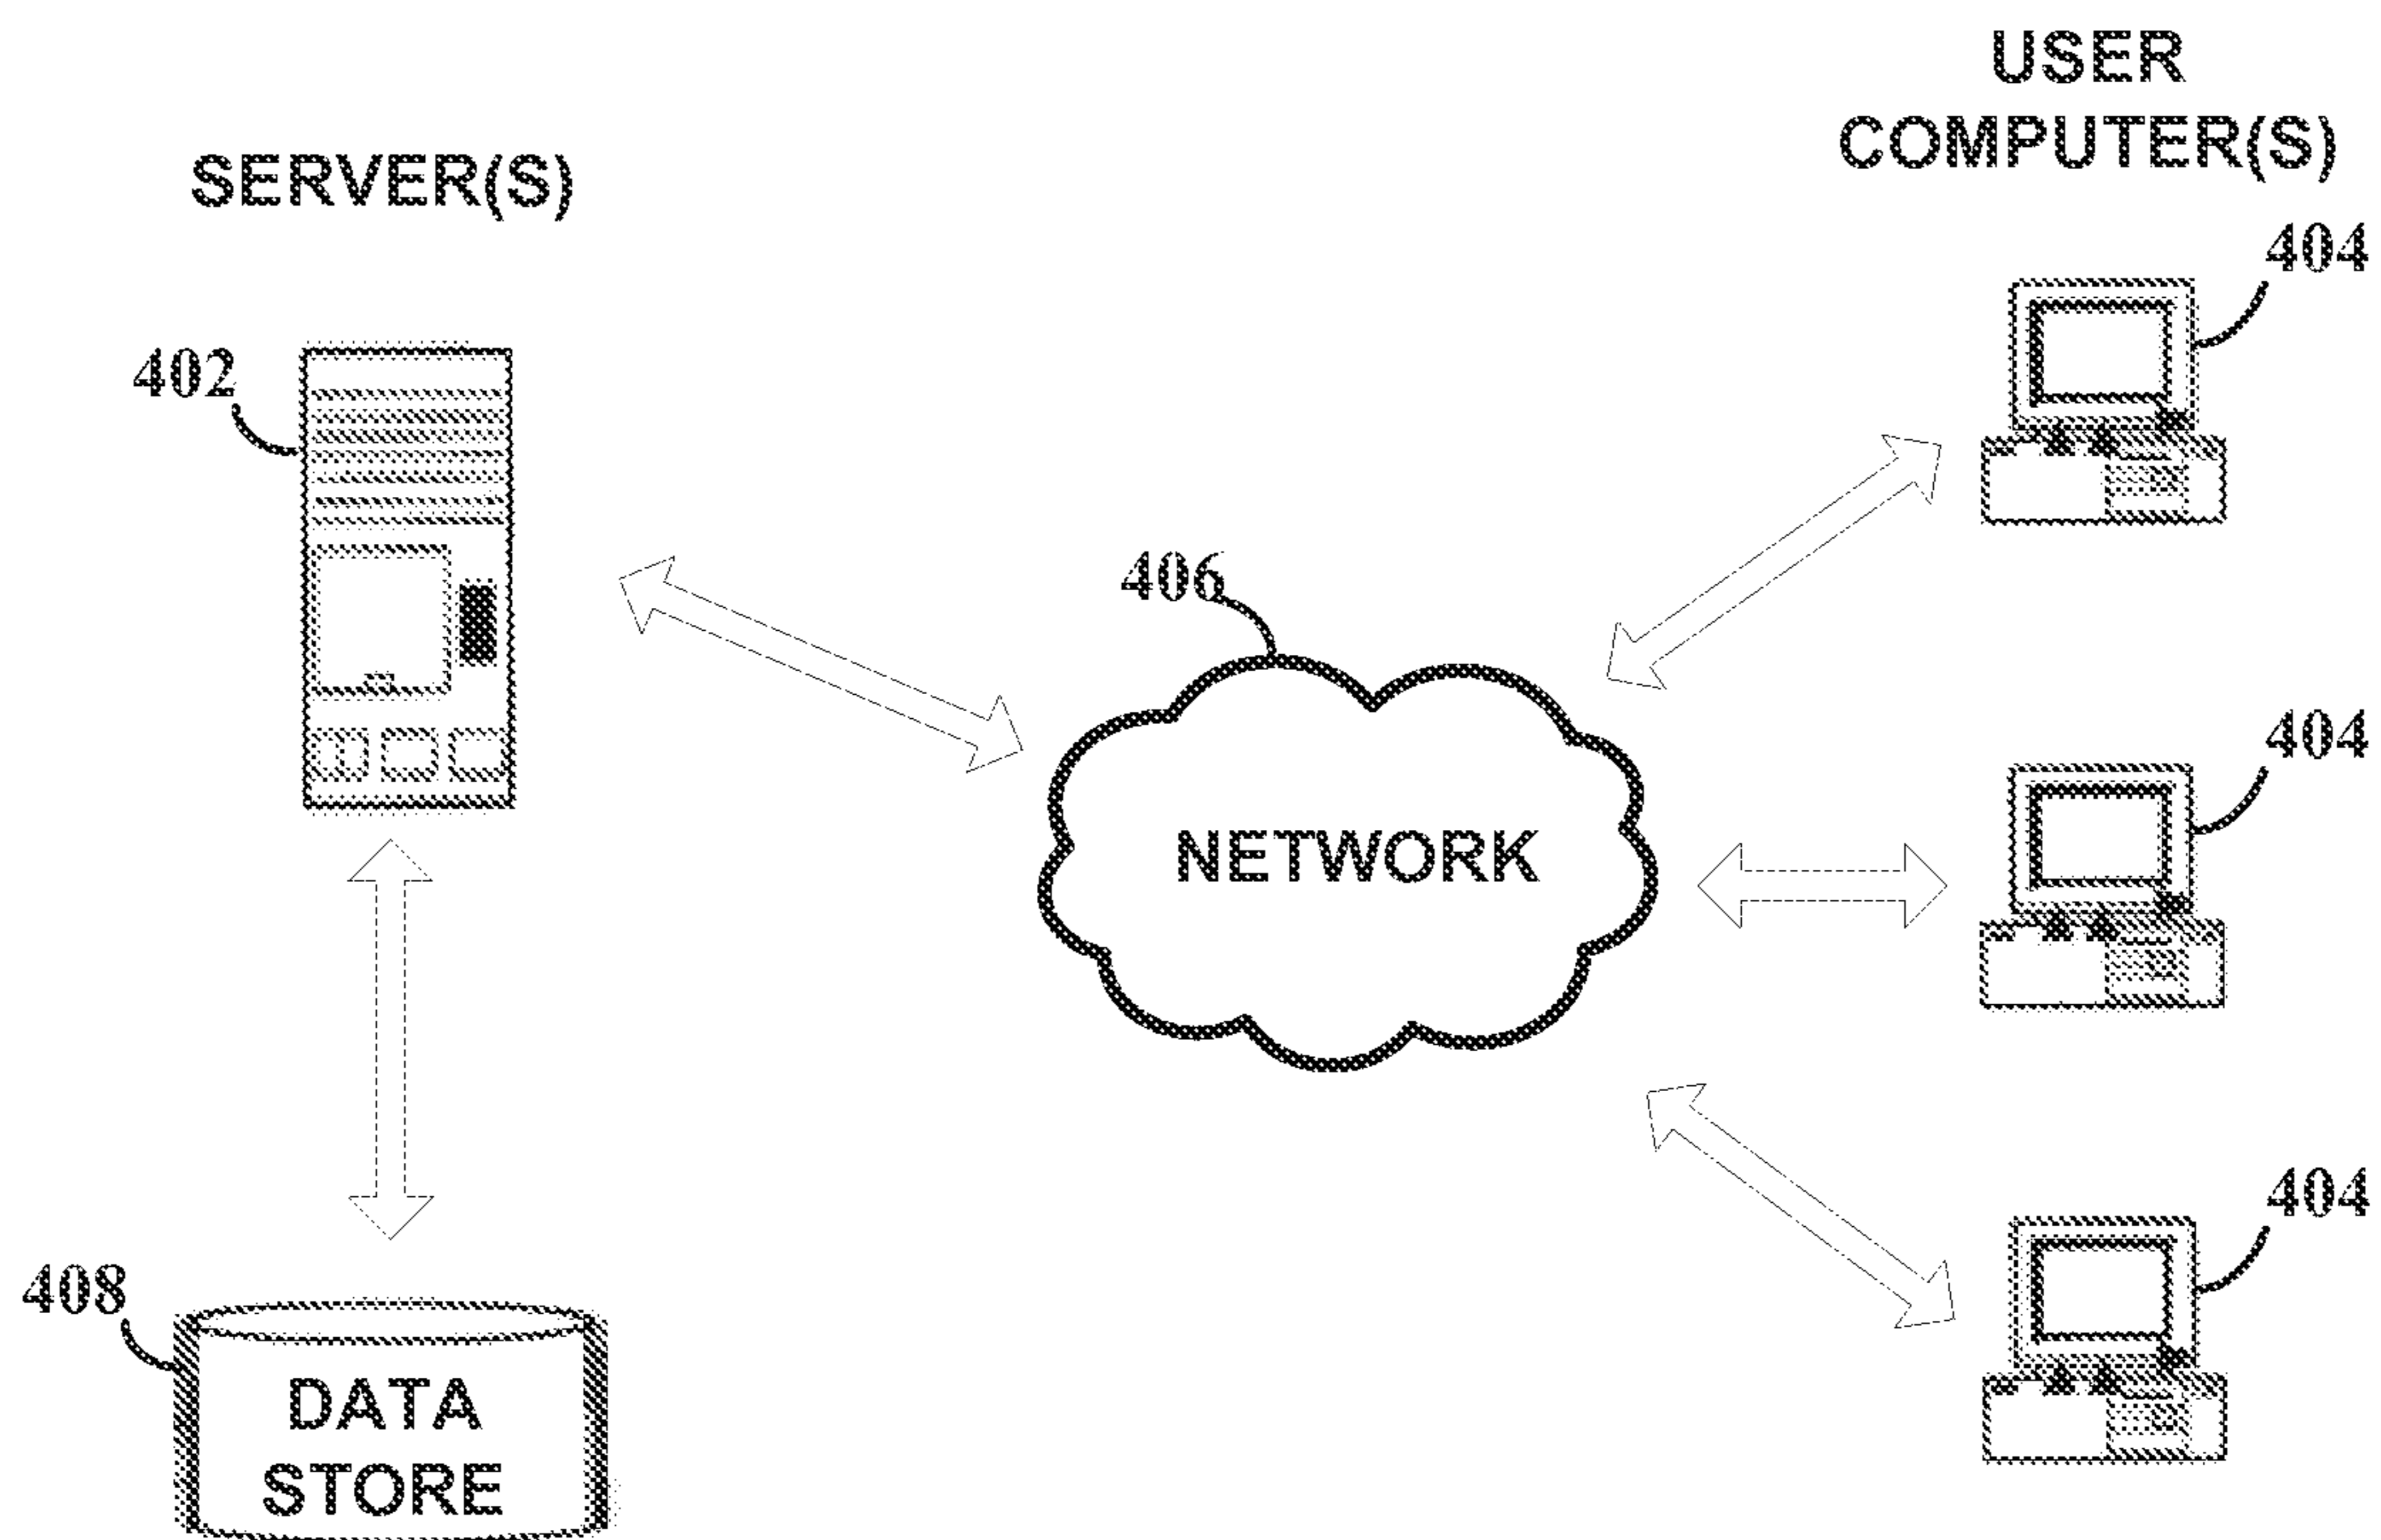 USER
COMPUTER(S)
SERVER(S)
404
402
406
404
NETWORK
404
408
DATA
STORE